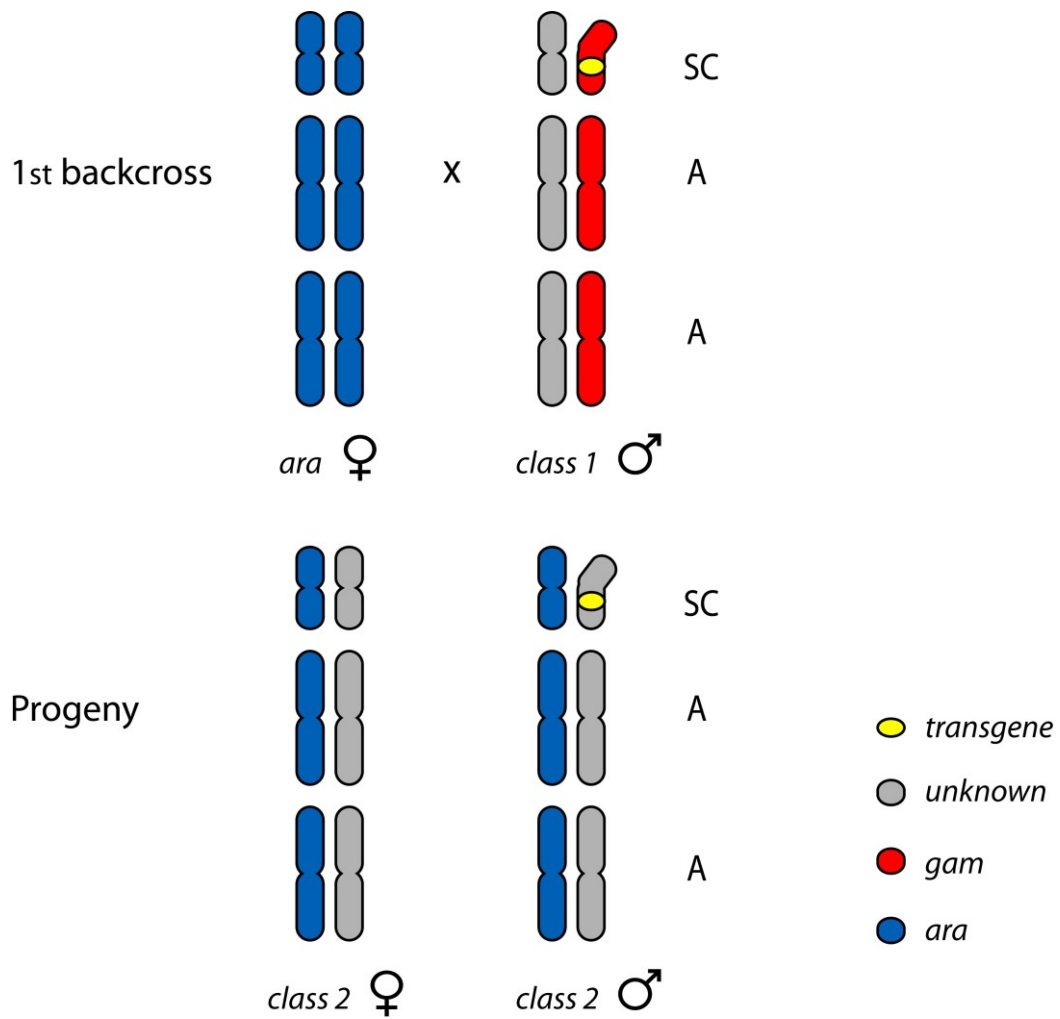 SC
1st backcross
x
A
A
ara ♀
class 1 ♂
SC
Progeny
A
transgene
unknown
gam
A
ara
class 2 ♀
class 2 ♂